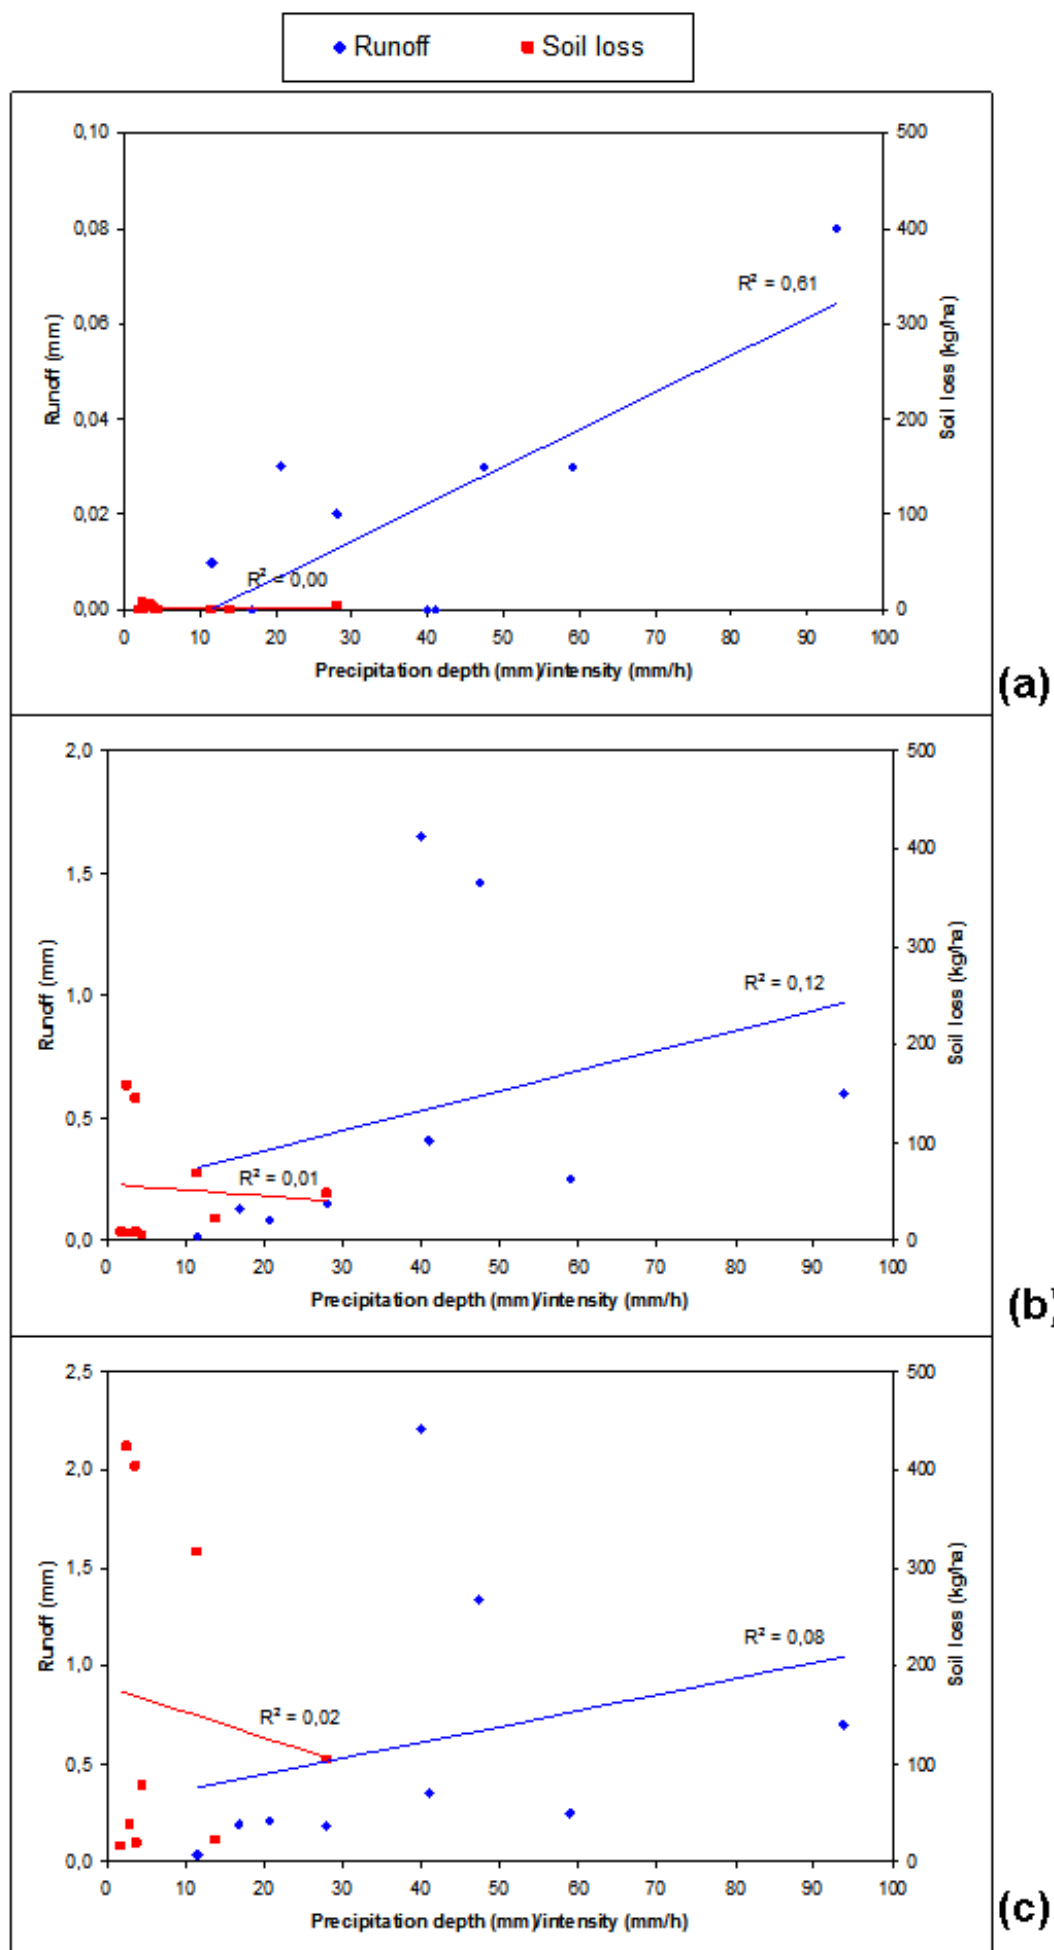 Runoff Soil loss
0,10 500
0,08 400
R² = 0,61
0,06 300
Runoff (mm) Soil loss (kg/ha)
0,04 200
0,02 100
R² = 0,00
0,00 0
0 10 20 30 40 50 60 70 80 90 100
Precipitation depth (mm)/intensity (mm/h)
(a)
2,0 500
400
1,5
300
R² = 0,12
1,0
Runoff (mm) Soil loss (kg/ha)
200
0,5
100
R² = 0,01
0,0 0
0 10 20 30 40 50 60 70 80 90 100
Precipitation depth (mm)/intensity (mm/h)
(b)
2,5 500
2,0 400
1,5 300
Runoff (mm) Soil loss (kg/ha)
R² = 0,08
1,0 200
R² = 0,02
0,5 100
0,0 0
0 10 20 30 40 50 60 70 80 90 100
Precipitation depth (mm)/intensity (mm/h)
(c)